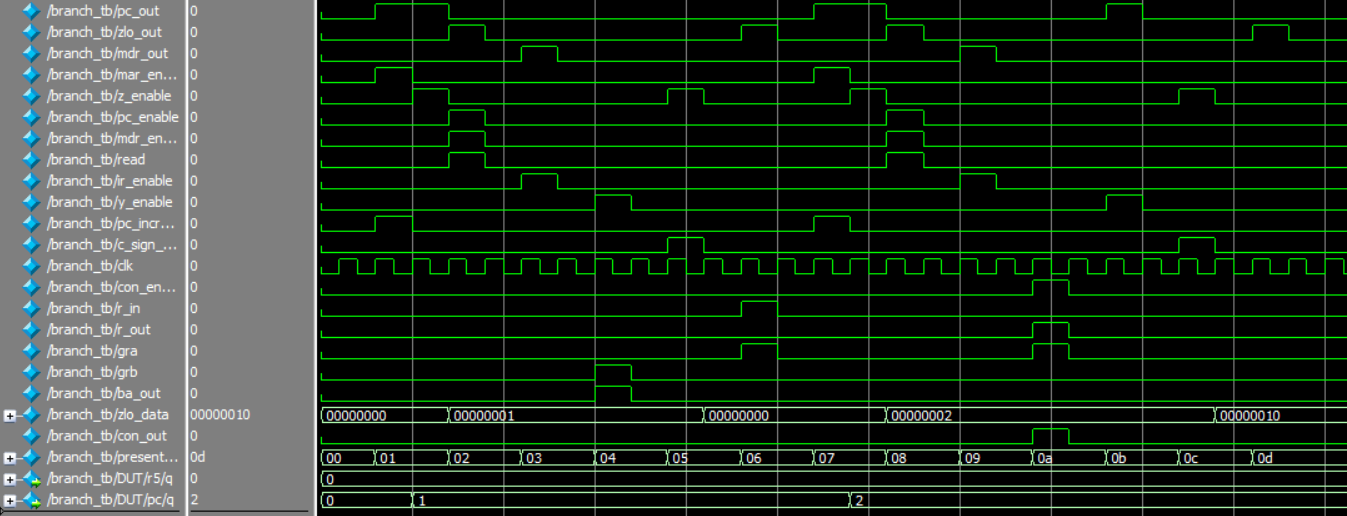 /branch_tb/pc_out 0
/branch_tb/zlo_out 0
/branch_tb/mdr_out 0
/branch_tb/mar_en... 0
/branch_tb/z_enable 0
/branch_tb/pc_enable 0
/branch_tb/mdr_en... 0
/branch_tb/read 0
/branch_tb/ir_enable 0
/branch_tb/y_enable 0
/branch_tb/pc_incr... 0
/branch_tb/c_sign_... 0
/branch_tb/clk 0
/branch_tb/con_en... 0
/branch_tb/r_in 0
/branch_tb/r_out 0
/branch_tb/gra 0
/branch_tb/grb 0
/branch_tb/ba_out 0
/branch_tb/zlo_data 00000010 00000000 00000001 00000000 00000002 00000010
/branch_tb/con_out 0
/branch_tb/present... 0d 00 01 02 03 04 05 06 07 08 09 0a 0b 0c 0d
/branch_tb/DUT/r5/q 0 0
/branch_tb/DUT/pc/q 2 0 1 2